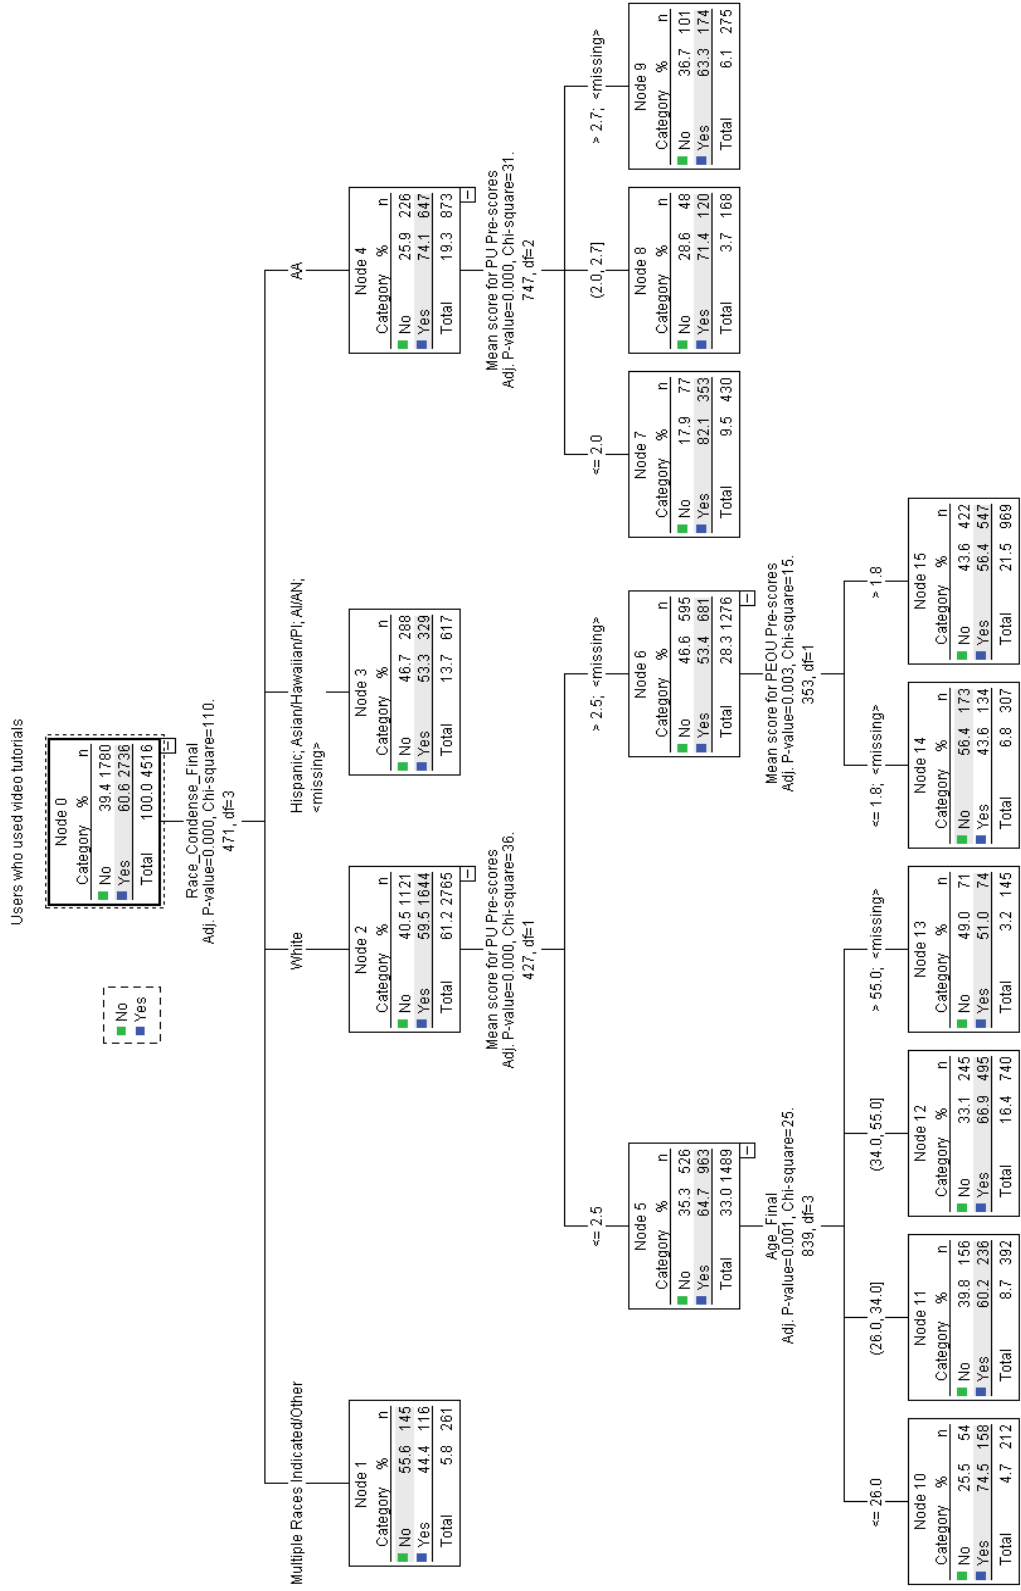 Users who used video tutorials
No
Yes
Node 0
Category % n
No 39.4 1780
Yes 60.6 2736
Total 100.0 4516
Race_Condense_Final
Adj. P-value=0.000, Chi-square=110.
471, df=3
Multiple Races Indicated/Other
White
Hispanic; Asian/Hawaiian/PI; AI/AN;
<missing>
AA
Node 1
Category % n
No 55.6 145
Yes 44.4 116
Total 5.8 261
Node 2
Category % n
No 40.5 1121
Yes 59.5 1644
Total 61.2 2765
Node 3
Category % n
No 46.7 288
Yes 53.3 329
Total 13.7 617
Node 4
Category % n
No 25.9 226
Yes 74.1 647
Total 19.3 873
Mean score for PU Pre-scores
Adj. P-value=0.000, Chi-square=36.
427, df=1
Mean score for PU Pre-scores
Adj. P-value=0.000, Chi-square=31.
747, df=2
<= 2.5
> 2.5; <missing>
<= 2.0
(2.0, 2.7]
> 2.7; <missing>
Node 5
Category % n
No 35.3 526
Yes 64.7 963
Total 33.0 1489
Node 6
Category % n
No 46.6 595
Yes 53.4 681
Total 28.3 1276
Node 7
Category % n
No 17.9 77
Yes 82.1 353
Total 9.5 430
Node 8
Category % n
No 28.6 48
Yes 71.4 120
Total 3.7 168
Node 9
Category % n
No 36.7 101
Yes 63.3 174
Total 6.1 275
Age_Final
Adj. P-value=0.001, Chi-square=25.
839, df=3
Mean score for PEOU Pre-scores
Adj. P-value=0.003, Chi-square=15.
353, df=1
<= 26.0
(26.0, 34.0]
(34.0, 55.0]
> 55.0; <missing>
<= 1.8; <missing>
> 1.8
Node 10
Category % n
No 25.5 54
Yes 74.5 158
Total 4.7 212
Node 11
Category % n
No 39.8 156
Yes 60.2 236
Total 8.7 392
Node 12
Category % n
No 33.1 245
Yes 66.9 495
Total 16.4 740
Node 13
Category % n
No 49.0 71
Yes 51.0 74
Total 3.2 145
Node 14
Category % n
No 56.4 173
Yes 43.6 134
Total 6.8 307
Node 15
Category % n
No 43.6 422
Yes 56.4 547
Total 21.5 969